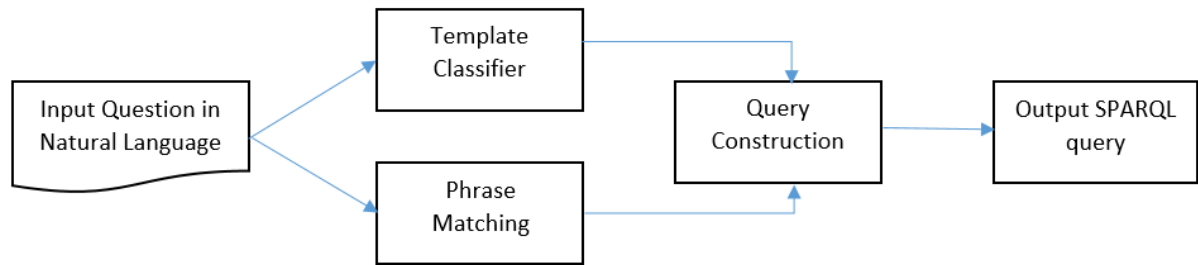 Input Question in
Natural Language
Template
Classifier
Phrase
Matching
Query
Construction
Output SPARQL
query